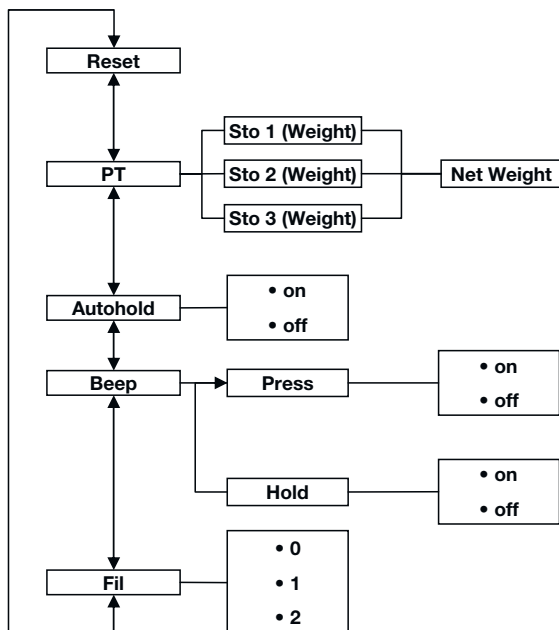 Reset
Sto 1 (Weight)
PT
Sto 2 (Weight)
Net Weight
Sto 3 (Weight)
Autohold
• on
• off
Beep
Press
• on
• off
Hold
• on
• off
Fil
• 0
• 1
• 2